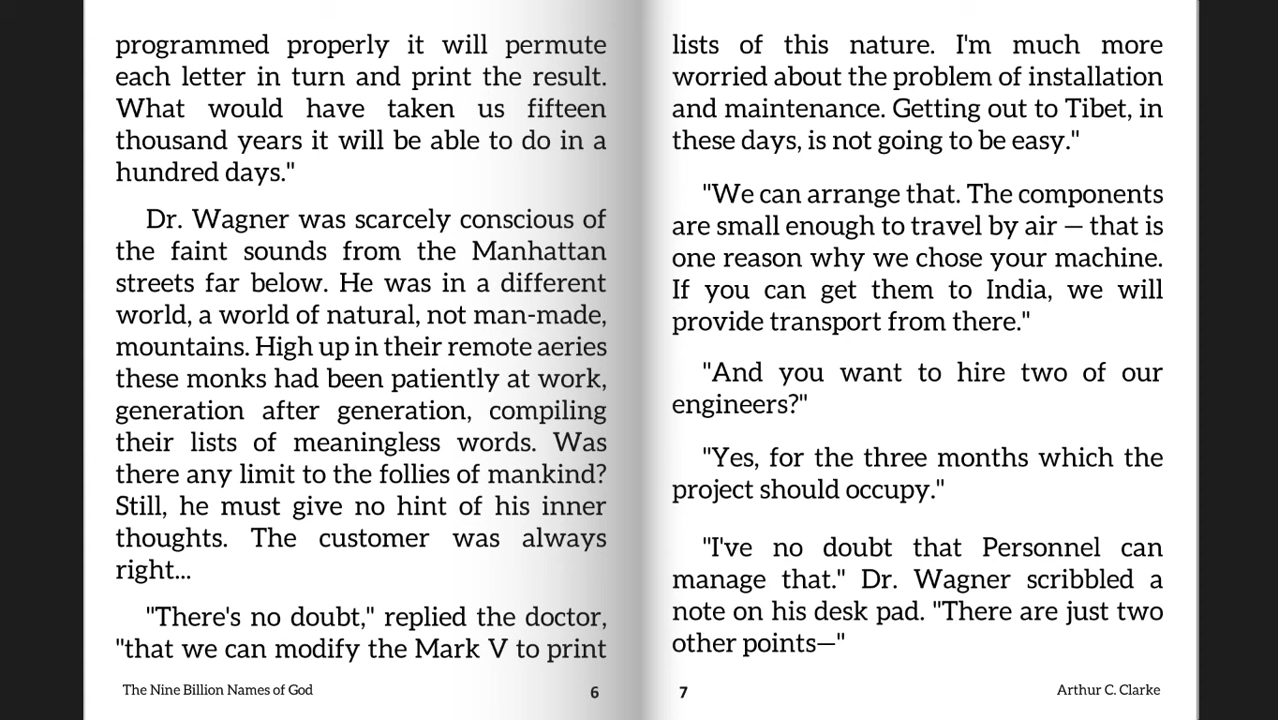 programmed properly it will permute
each letter in turn and print the result.
What would have taken us fifteen
thousand years it will be able to do in a
hundred days."
Dr. Wagner was scarcely conscious of
the faint sounds from the Manhattan
streets far below. He was in a different
world, a world of natural, not man-made,
mountains. High up in their remote aeries
these monks had been patiently at work,
generation after generation, compiling
their lists of meaningless words. Was
there any limit to the follies of mankind?
Still, he must give no hint of his inner
thoughts. The customer was always
right...
"There's no doubt," replied the doctor,
"that we can modify the Mark V to print
The Nine Billion Names of God
6
lists of this nature. I'm much more
worried about the problem of installation
and maintenance. Getting out to Tibet, in
these days, is not going to be easy."
"We can arrange that. The components
are small enough to travel by air — that is
one reason why we chose your machine.
If you can get them to India, we will
provide transport from there."
"And you want to hire two of our
engineers?"
"Yes, for the three months which the
project should occupy."
"I've no doubt that Personnel can
manage that." Dr. Wagner scribbled a
note on his desk pad. "There are just two
other points—"
7
Arthur C. Clarke